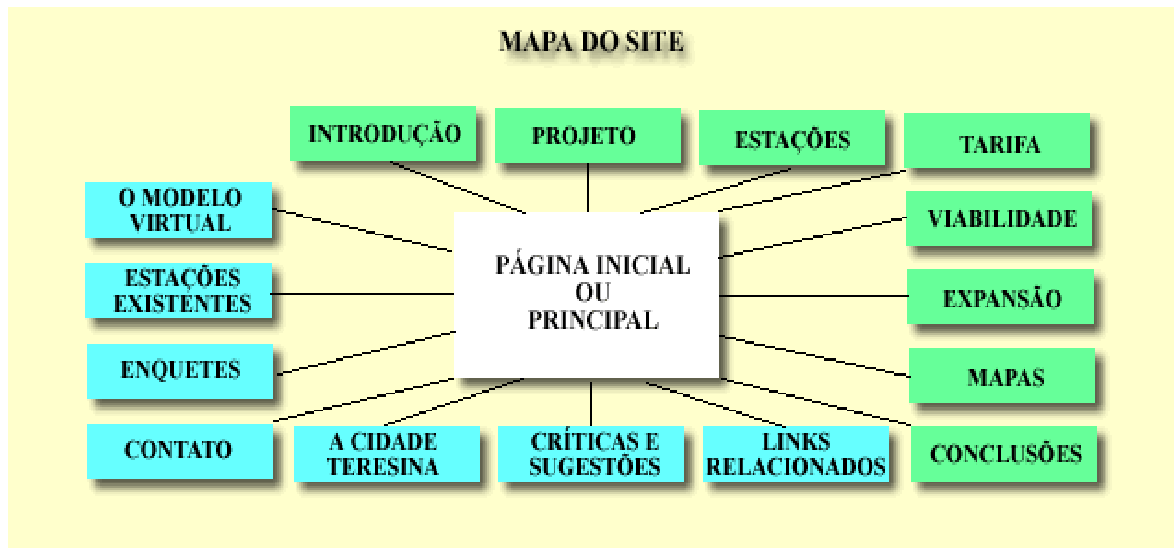 MAPA DO SITE
INTRODUÇÃO
PROJETO
ESTAÇÕES
TARIFA
O MODELO
VIRTUAL
VIABILIDADE
PÁGINA INICIAL
OU
PRINCIPAL
ESTAÇÕES
EXISTENTES
EXPANSÃO
ENQUETES
MAPAS
CONTATO
A CIDADE
TERESINA
CRÍTICAS E
SUGESTÕES
LINKS
RELACIONADOS
CONCLUSÕES